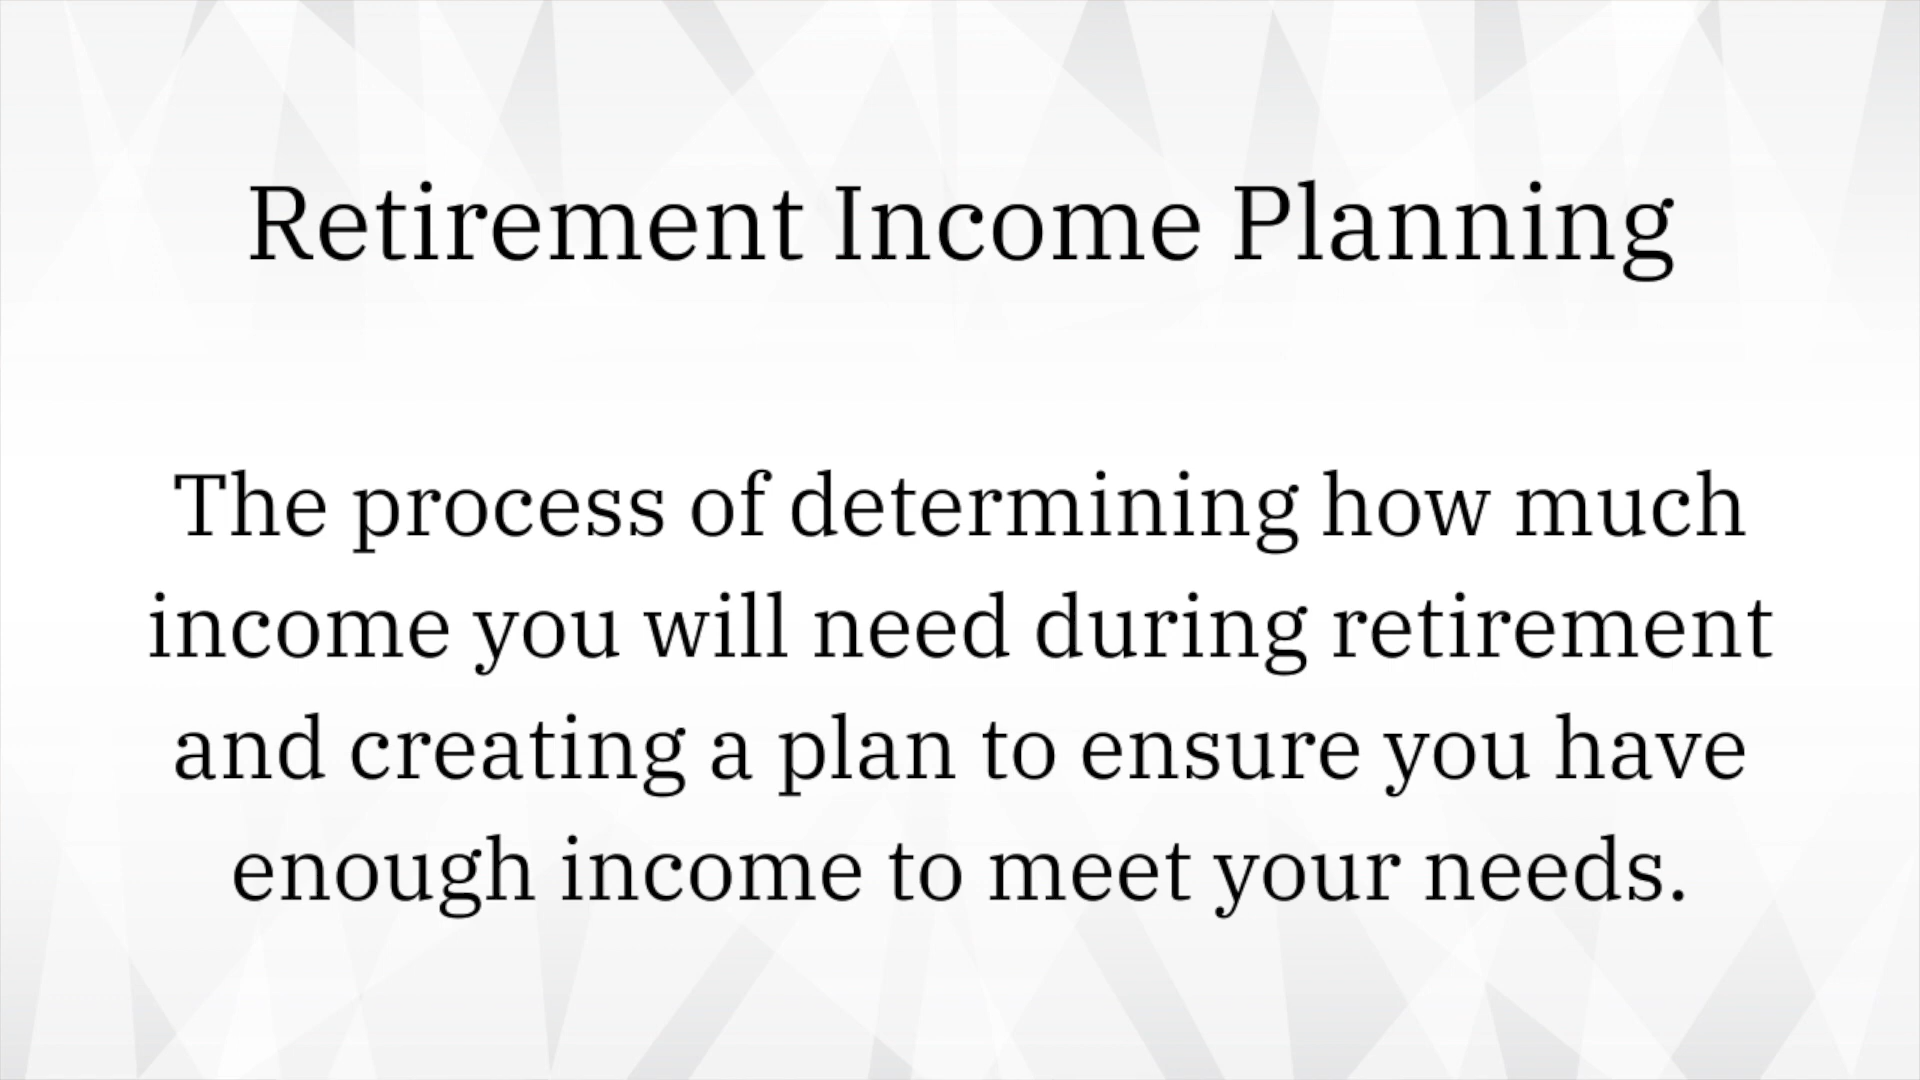 Retirement Income Planning
The process of determining how much
income you will need during retirement
and creating a plan to ensure you have
enough income to meet your needs.